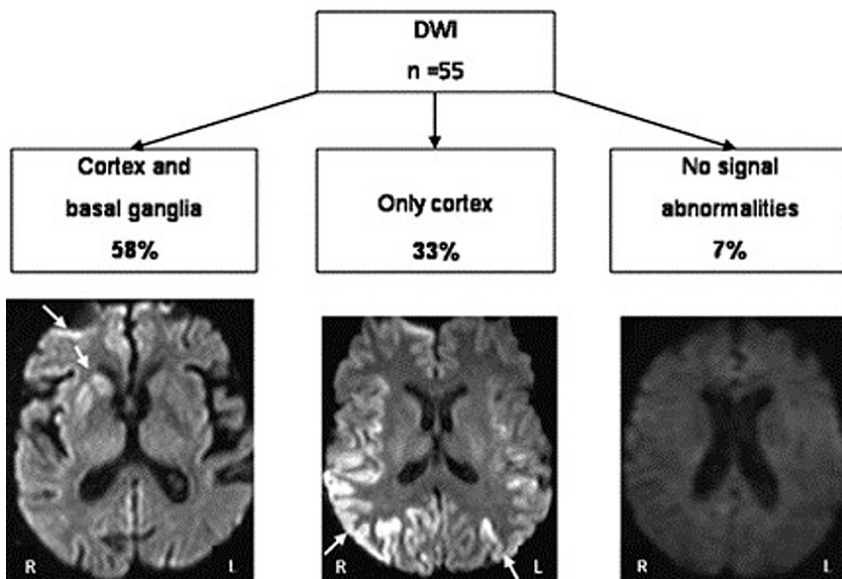 DWI
n =55
Cortex and
basal ganglia
58%
Only cortex
33%
No signal
abnormalities
7%
R L
R L
R L